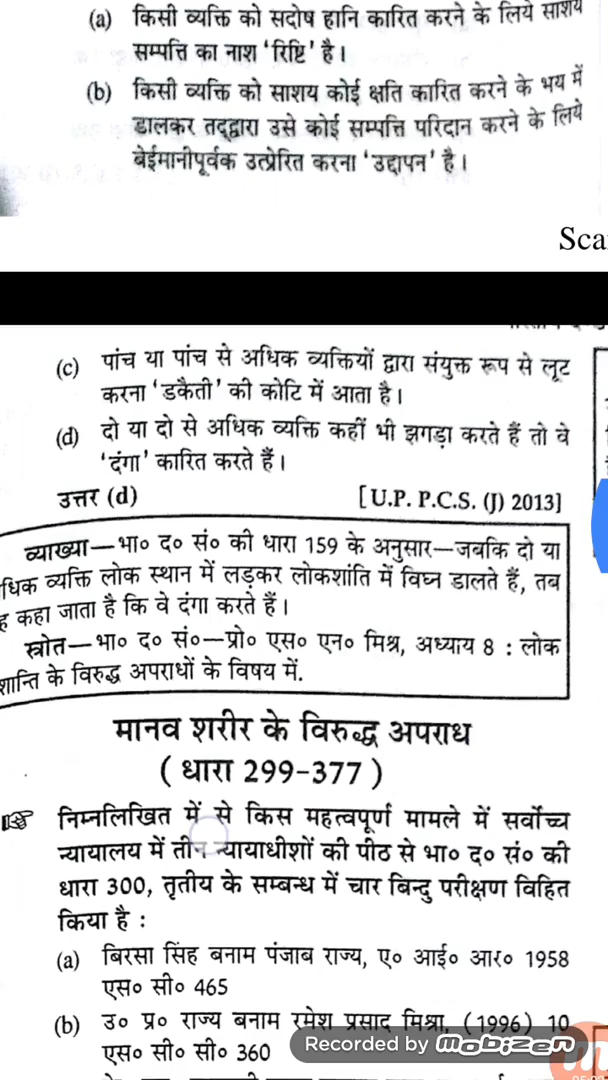 (a) किसी व्यक्ति को सदोष हानि कारित करने के लिये साशय
सम्पत्ति का नाश ‘रिष्टि’ है।
(b) किसी व्यक्ति को साशय कोई क्षति कारित करने के भय में
डालकर तद्द्वारा उसे कोई सम्पत्ति परिदान करने के लिये
बेईमानीपूर्वक उत्प्रेरित करना ‘उद्दापन’ है।
Sca
(c) पांच या पांच से अधिक व्यक्तियों द्वारा संयुक्त रूप से लूट
करना ‘डकैती’ की कोटि में आता है।
(d) दो या दो से अधिक व्यक्ति कहीं भी झगड़ा करते हैं तो वे
‘दंगा’ कारित करते हैं।
उत्तर (d) [U.P. P.C.S. (J) 2013]
व्याख्या—भा० द० सं० की धारा 159 के अनुसार—जबकि दो या
धिक व्यक्ति लोक स्थान में लड़कर लोकशांति में विघ्न डालते हैं, तब
ह कहा जाता है कि वे दंगा करते हैं।
स्त्रोत—भा० द० सं०—प्रो० एस० एन० मिश्र, अध्याय 8 : लोक
शान्ति के विरुद्ध अपराधों के विषय में.
मानव शरीर के विरुद्ध अपराध
(धारा 299-377)
निम्नलिखित में से किस महत्वपूर्ण मामले में सर्वोच्च
न्यायालय में तीन न्यायाधीशों की पीठ से भा० द० सं० की
धारा 300, तृतीय के सम्बन्ध में चार बिन्दु परीक्षण विहित
किया है :
(a) बिरसा सिंह बनाम पंजाब राज्य, ए० आई० आर० 1958
एस० सी० 465
(b) उ० प्र० राज्य बनाम रमेश प्रसाद मिश्रा, (1996) 10
एस० सी० सी० 360
Recorded by mobizen